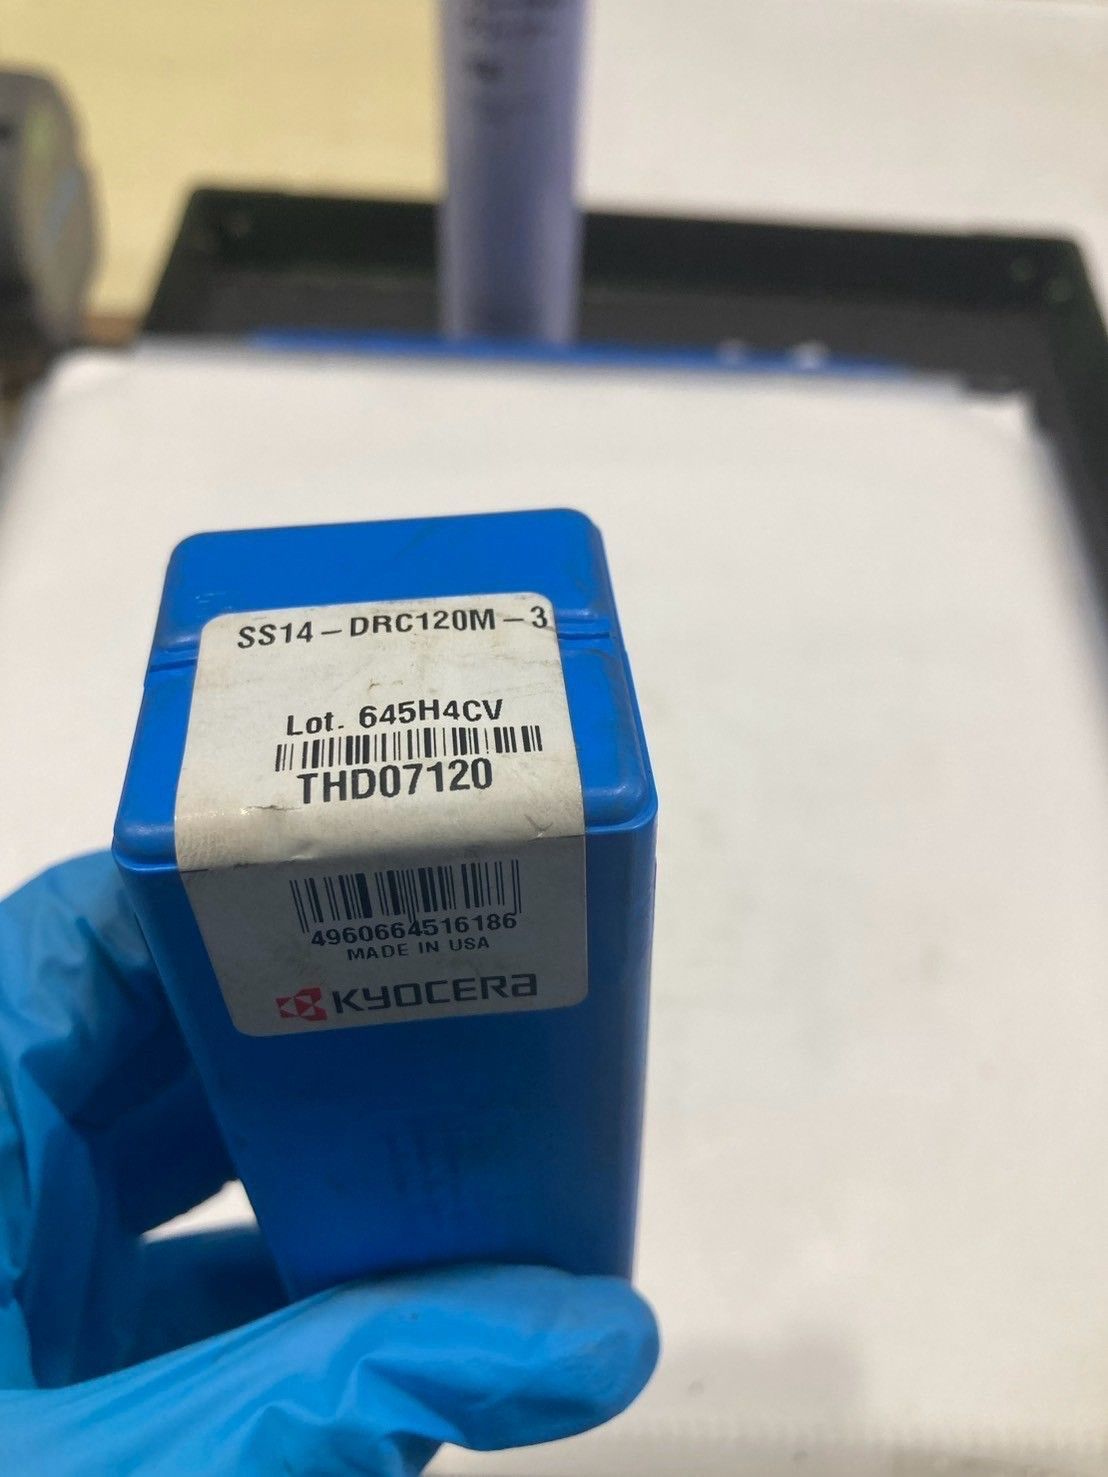 SS14-DRC120M-3
Lot. 645H4CV
THD07120
4960664516186
MADE IN USA
KYOCERA